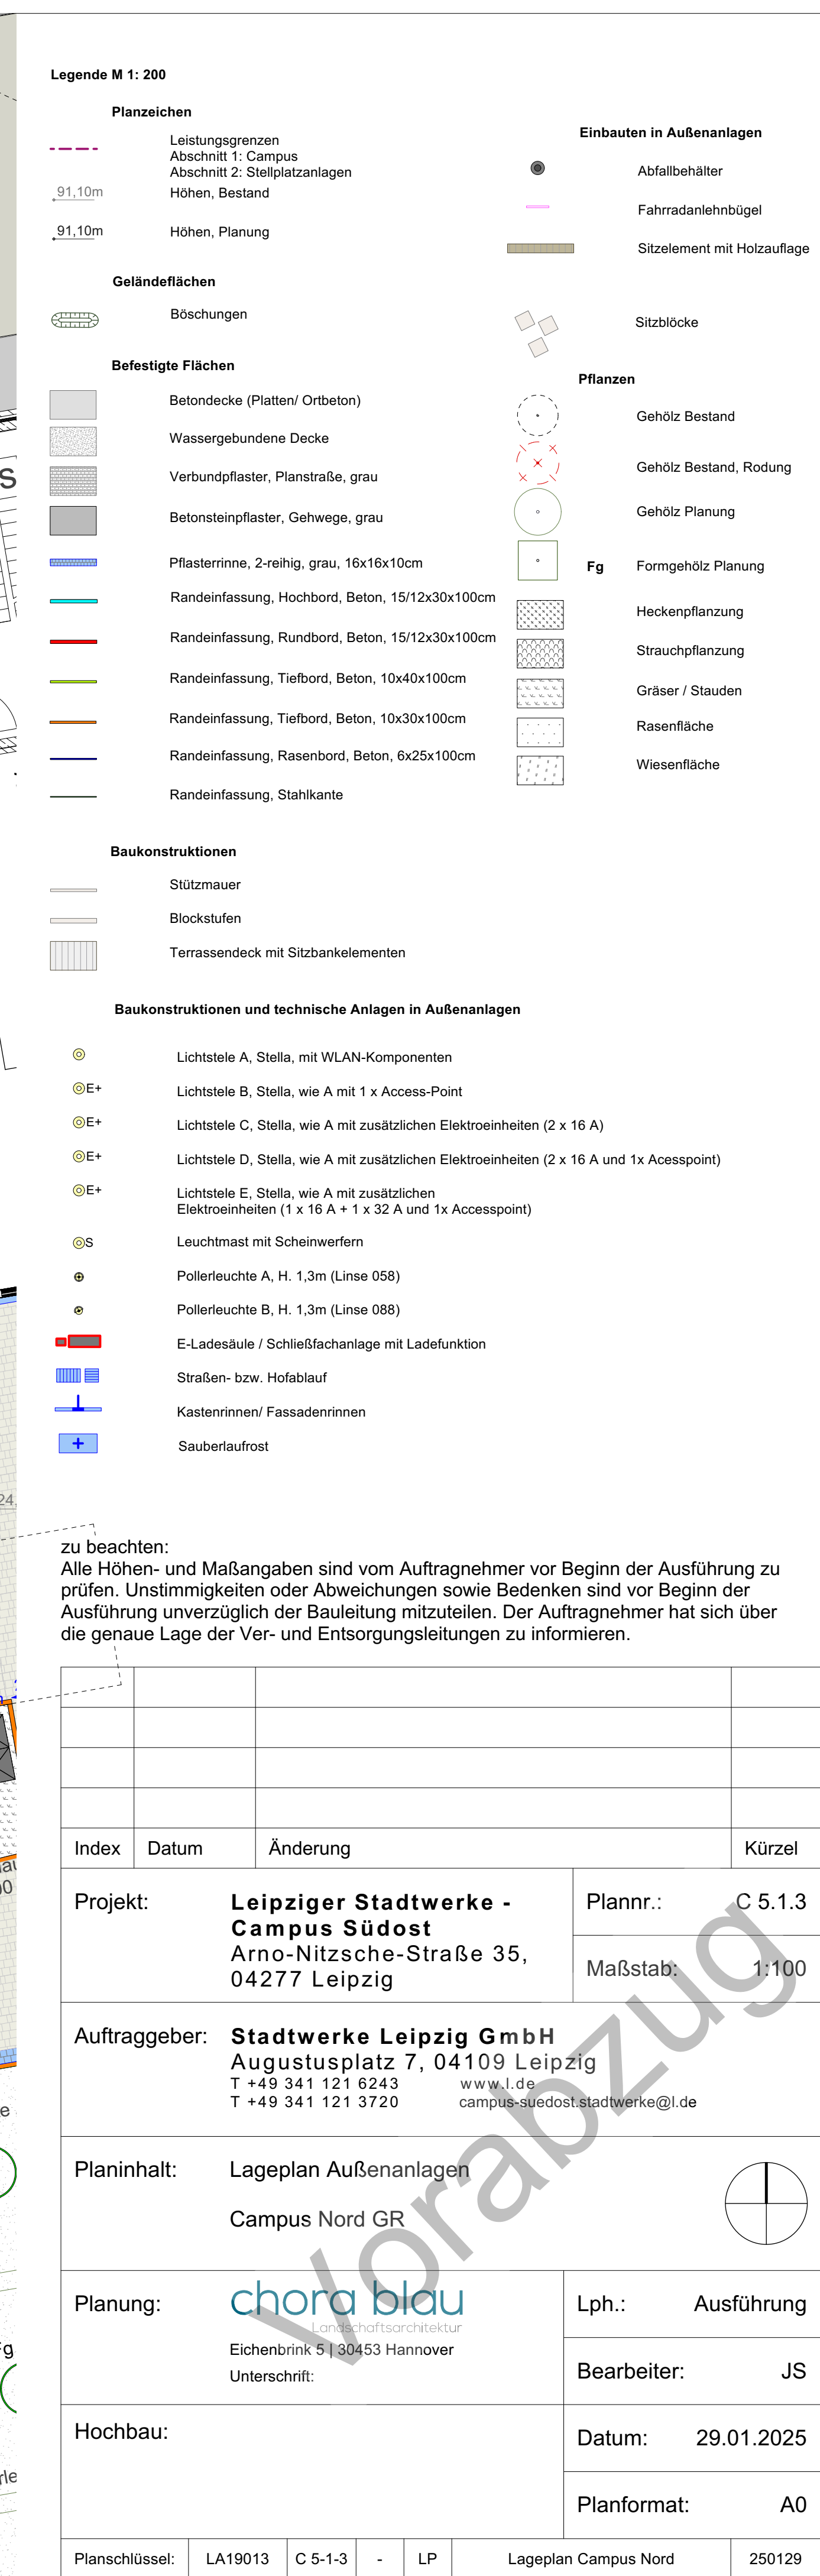 Legende M 1: 200
Planzeichen
Leistungsgrenzen
Abschnitt 1: Campus
Abschnitt 2: Stellplatzanlagen
91,10m Höhen, Bestand
91,10m Höhen, Planung
Geländeflächen
Böschungen
Befestigte Flächen
Betondecke (Platten/ Ortbeton)
Wassergebundene Decke
Verbundpflaster, Planstraße, grau
Betonsteinpflaster, Gehwege, grau
Pflasterrinne, 2-reihig, grau, 16x16x10cm
Randeinfassung, Hochbord, Beton, 15/12x30x100cm
Randeinfassung, Rundbord, Beton, 15/12x30x100cm
Randeinfassung, Tiefbord, Beton, 10x40x100cm
Randeinfassung, Tiefbord, Beton, 10x30x100cm
Randeinfassung, Rasenbord, Beton, 6x25x100cm
Randeinfassung, Stahlkante
Einbauten in Außenanlagen
Abfallbehälter
Fahrradanlehnbügel
Sitzelement mit Holzauflage
Sitzblöcke
Pflanzen
Gehölz Bestand
Gehölz Bestand, Rodung
Gehölz Planung
Fg Formgehölz Planung
Heckenpflanzung
Strauchpflanzung
Gräser / Stauden
Rasenfläche
Wiesenfläche
Baukonstruktionen
Stützmauer
Blockstufen
Terrassendeck mit Sitzbankelementen
Baukonstruktionen und technische Anlagen in Außenanlagen
Lichtstele A, Stella, mit WLAN-Komponenten
E+ Lichtstele B, Stella, wie A mit 1 x Access-Point
E+ Lichtstele C, Stella, wie A mit zusätzlichen Elektroeinheiten (2 x 16 A)
E+ Lichtstele D, Stella, wie A mit zusätzlichen Elektroeinheiten (2 x 16 A und 1x Acesspoint)
E+ Lichtstele E, Stella, wie A mit zusätzlichen
Elektroeinheiten (1 x 16 A + 1 x 32 A und 1x Accesspoint)
S Leuchtmast mit Scheinwerfern
Pollerleuchte A, H. 1,3m (Linse 058)
Pollerleuchte B, H. 1,3m (Linse 088)
E-Ladesäule / Schließfachanlage mit Ladefunktion
Straßen- bzw. Hofablauf
Kastenrinnen/ Fassadenrinnen
Sauberlaufrost
zu beachten:
Alle Höhen- und Maßangaben sind vom Auftragnehmer vor Beginn der Ausführung zu
prüfen. Unstimmigkeiten oder Abweichungen sowie Bedenken sind vor Beginn der
Ausführung unverzüglich der Bauleitung mitzuteilen. Der Auftragnehmer hat sich über
die genaue Lage der Ver- und Entsorgungsleitungen zu informieren.
Index Datum Änderung Kürzel
Projekt: Leipziger Stadtwerke -
Campus Südost
Arno-Nitzsche-Straße 35,
04277 Leipzig
Plannr.: C 5.1.3
Maßstab: 1:100
Auftraggeber: Stadtwerke Leipzig GmbH
Augustusplatz 7, 04109 Leipzig
T +49 341 121 6243 www.l.de
T +49 341 121 3720 campus-suedost.stadtwerke@l.de
Planinhalt: Lageplan Außenanlagen
Campus Nord GR
Vorabzug
Planung: chora blau
Landschaftsarchitektur
Eichenbrink 5 | 30453 Hannover
Unterschrift:
Lph.: Ausführung
Bearbeiter: JS
Hochbau:
Datum: 29.01.2025
Planformat: A0
Planschlüssel: LA19013 C 5-1-3 - LP Lageplan Campus Nord 250129